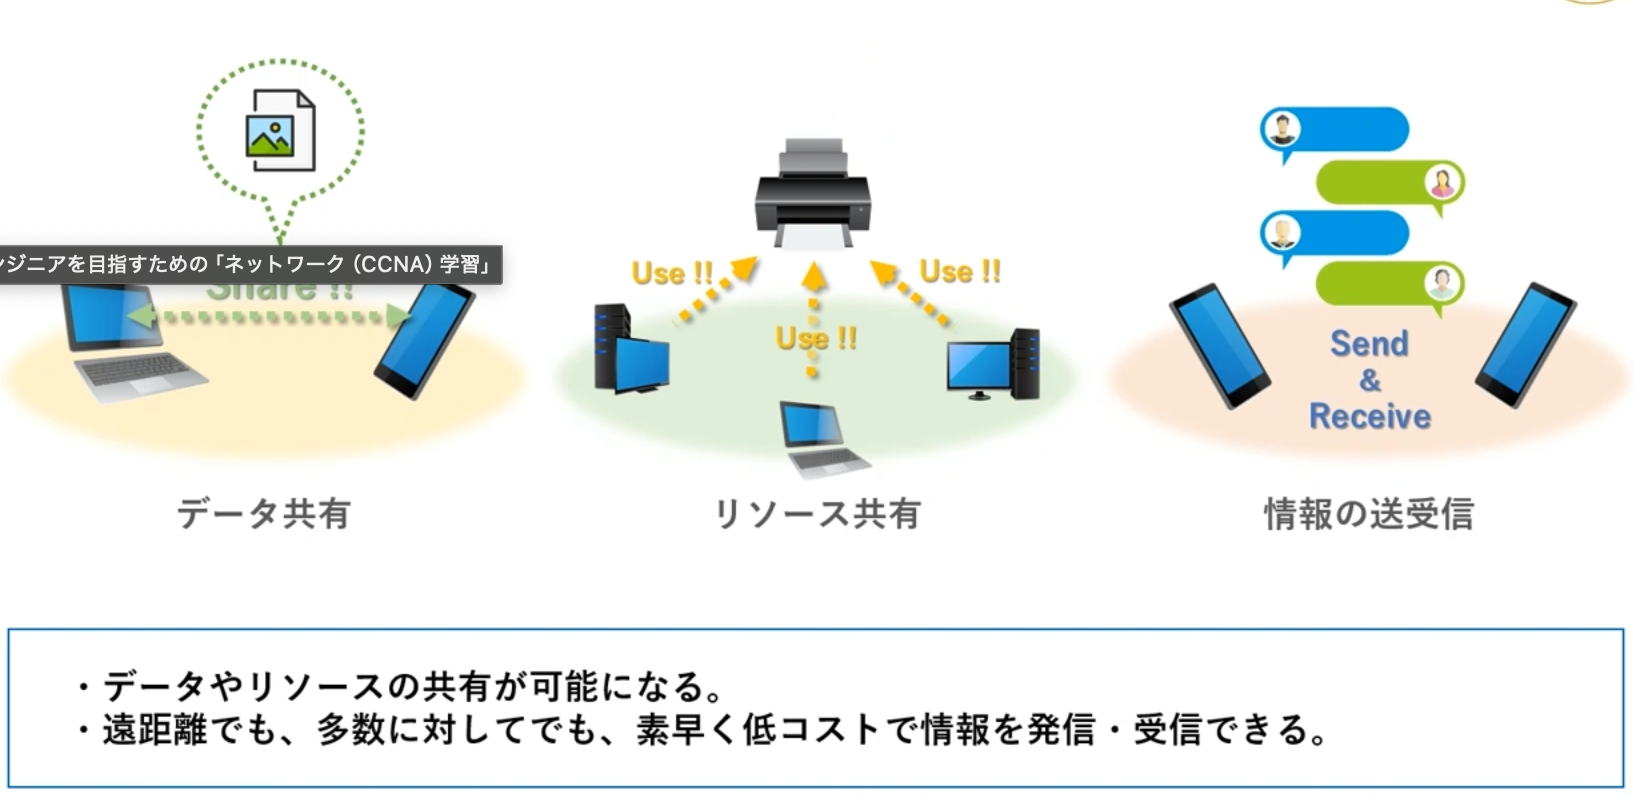 ンジニアを目指すための「ネットワーク（CCNA）学習」
Share !!
Use !!
Use !!
Use !!
Send
&
Receive
データ共有
リソース共有
情報の送受信
・データやリソースの共有が可能になる。
・遠距離でも、多数に対してでも、素早く低コストで情報を発信・受信できる。